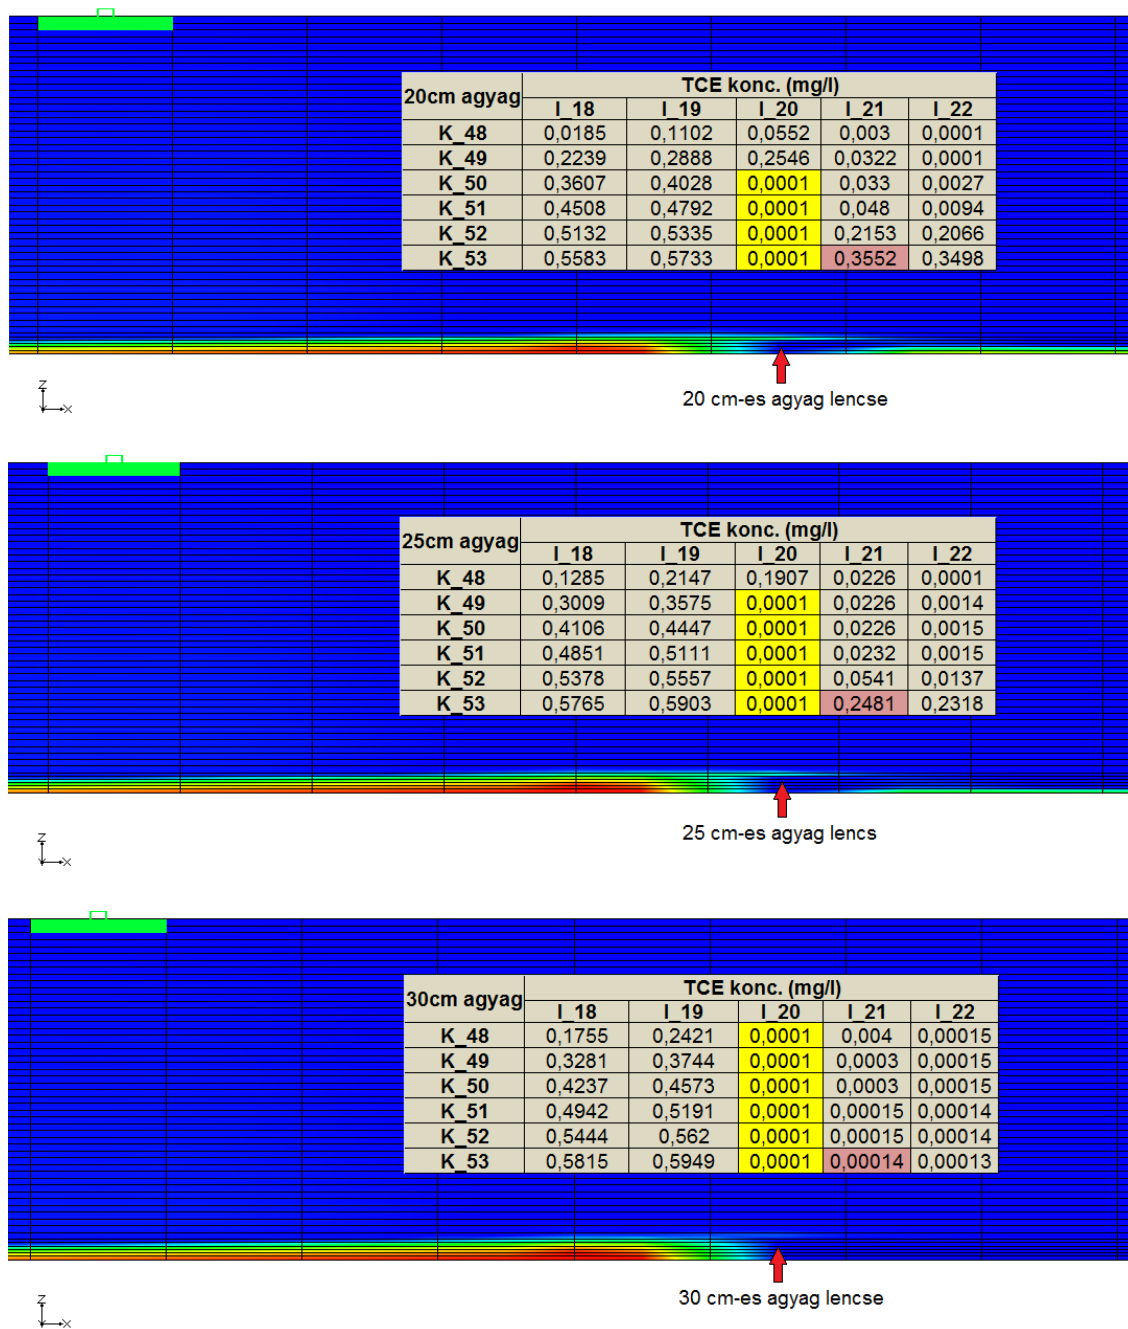 20cm agyag TCE konc. (mg/l)
I_18 I_19 I_20 I_21 I_22
K_48 0,0185 0,1102 0,0552 0,003 0,0001
K_49 0,2239 0,2888 0,2546 0,0322 0,0001
K_50 0,3607 0,4028 0,0001 0,033 0,0027
K_51 0,4508 0,4792 0,0001 0,048 0,0094
K_52 0,5132 0,5335 0,0001 0,2153 0,2066
K_53 0,5583 0,5733 0,0001 0,3552 0,3498
Z
X
20 cm-es agyag lencse
25cm agyag TCE konc. (mg/l)
I_18 I_19 I_20 I_21 I_22
K_48 0,1285 0,2147 0,1907 0,0226 0,0001
K_49 0,3009 0,3575 0,0001 0,0226 0,0014
K_50 0,4106 0,4447 0,0001 0,0226 0,0015
K_51 0,4851 0,5111 0,0001 0,0232 0,0015
K_52 0,5378 0,5557 0,0001 0,0541 0,0137
K_53 0,5765 0,5903 0,0001 0,2481 0,2318
25 cm-es agyag lencs
Z
X
30cm agyag TCE konc. (mg/l)
I_18 I_19 I_20 I_21 I_22
K_48 0,1755 0,2421 0,0001 0,004 0,00015
K_49 0,3281 0,3744 0,0001 0,0003 0,00015
K_50 0,4237 0,4573 0,0001 0,0003 0,00015
K_51 0,4942 0,5191 0,0001 0,00015 0,00014
K_52 0,5444 0,562 0,0001 0,00015 0,00014
K_53 0,5815 0,5949 0,0001 0,00014 0,00013
30 cm-es agyag lencse
Z
X